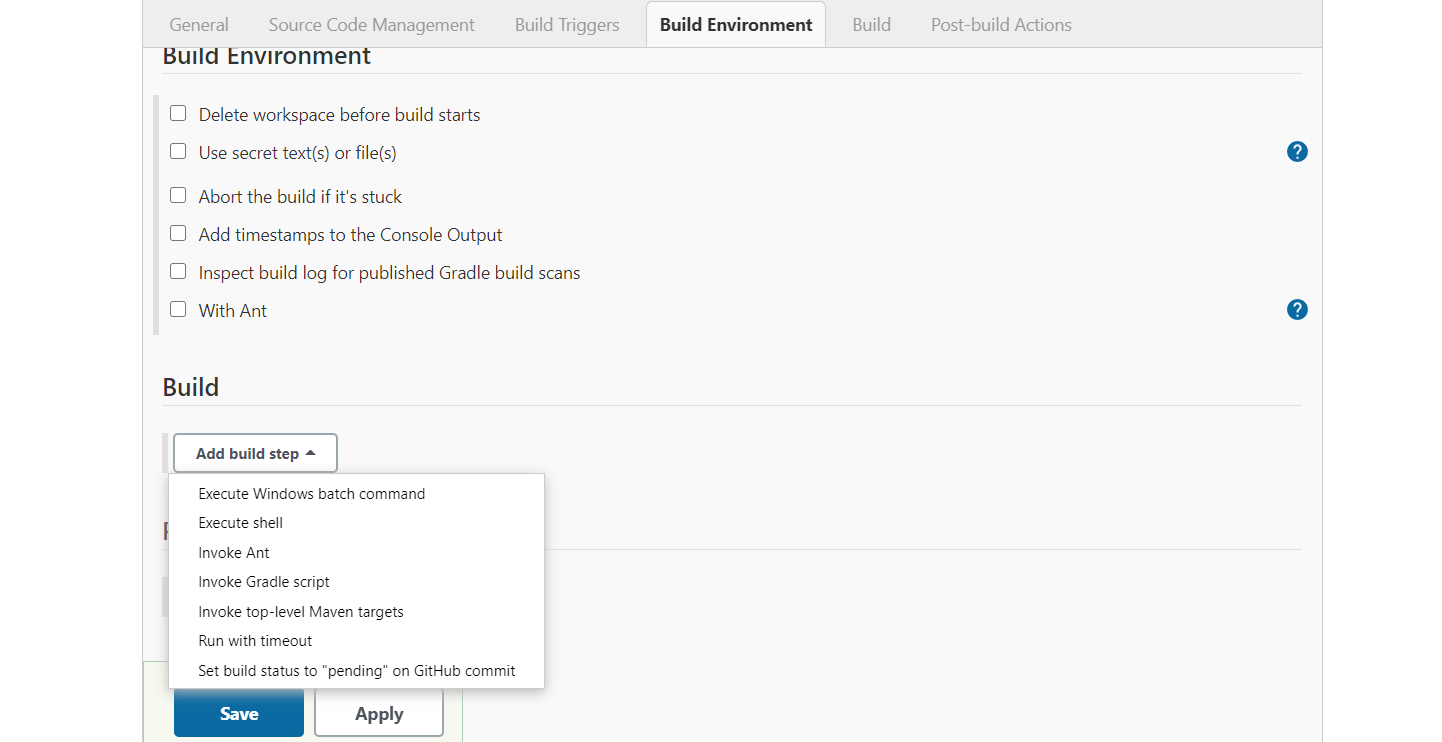 General Source Code Management Build Triggers Build Environment Build Post-build Actions
Build Environment
Delete workspace before build starts
Use secret text(s) or file(s)
?
Abort the build if it's stuck
Add timestamps to the Console Output
Inspect build log for published Gradle build scans
With Ant
?
Build
Add build step
Execute Windows batch command
Execute shell
Invoke Ant
Invoke Gradle script
Invoke top-level Maven targets
Run with timeout
Set build status to "pending" on GitHub commit
Save Apply